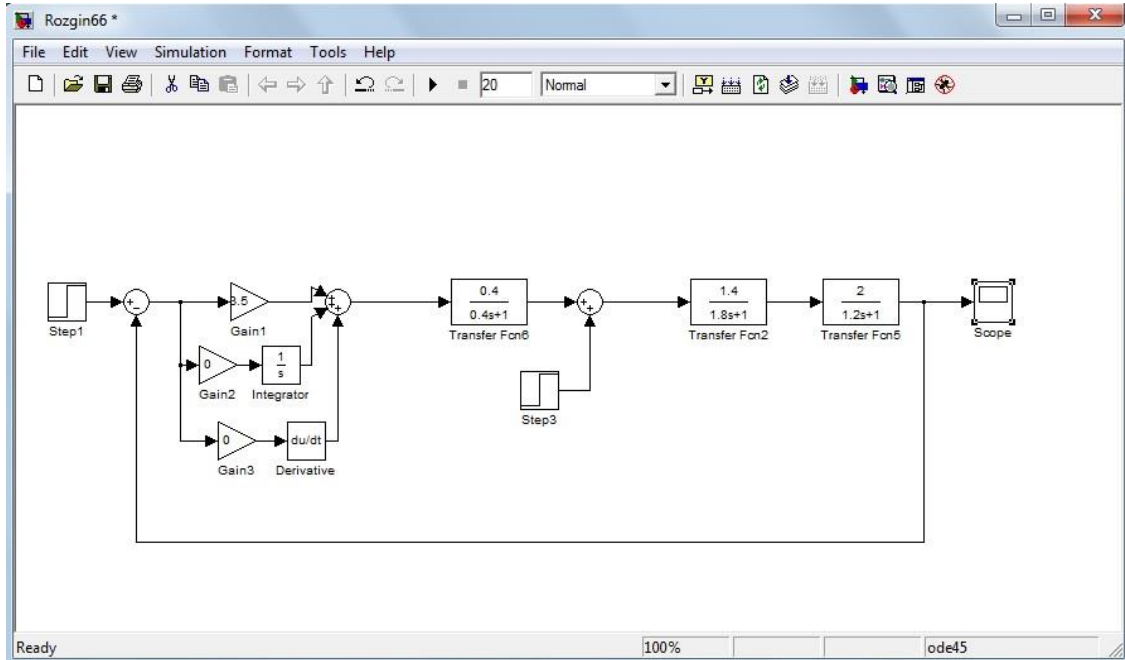 Rozgin66 *
File Edit View Simulation Format Tools Help
20 Normal
0.4
0.4s+1
Transfer Fcn6
1.4
1.8s+1
Transfer Fcn2
2
1.2s+1
Transfer Fcn5
Step1
3.5
Gain1
Scope
0
Gain2
1
s
Integrator
Step3
0
Gain3
du/dt
Derivative
Ready 100% ode45